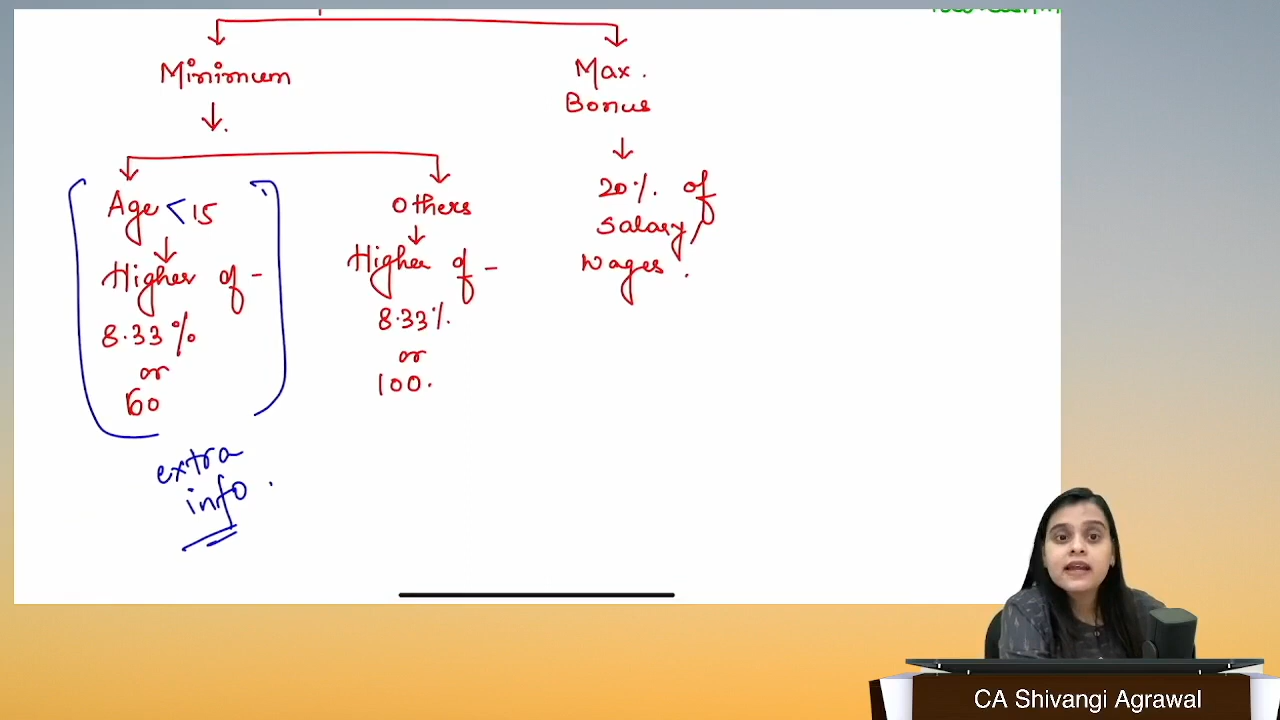 Minimum
Max.
Bonus
Age < 15
Higher of -
8.33%
or
60
extra
info.
Others
Higher of -
8.33%.
or
100.
20% of
Salary/
wages.
CA Shivangi Agrawal